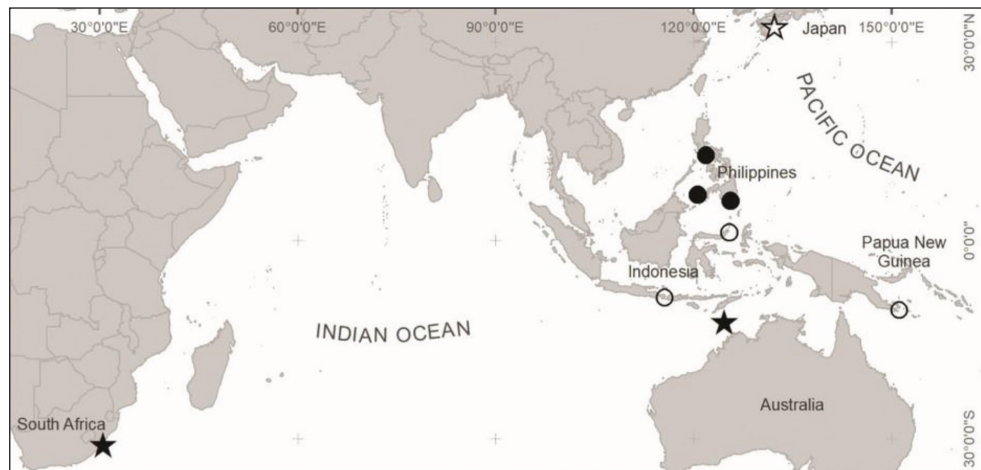 30°0'0"E
60°0'0"E
90°0'0"E
120°0'0"E
150°0'0"E
30°0'0"N
Japan
PACIFIC OCEAN
Philippines
0°0'0"
Papua New
Guinea
Indonesia
INDIAN OCEAN
Australia
South Africa
30°0'0"S